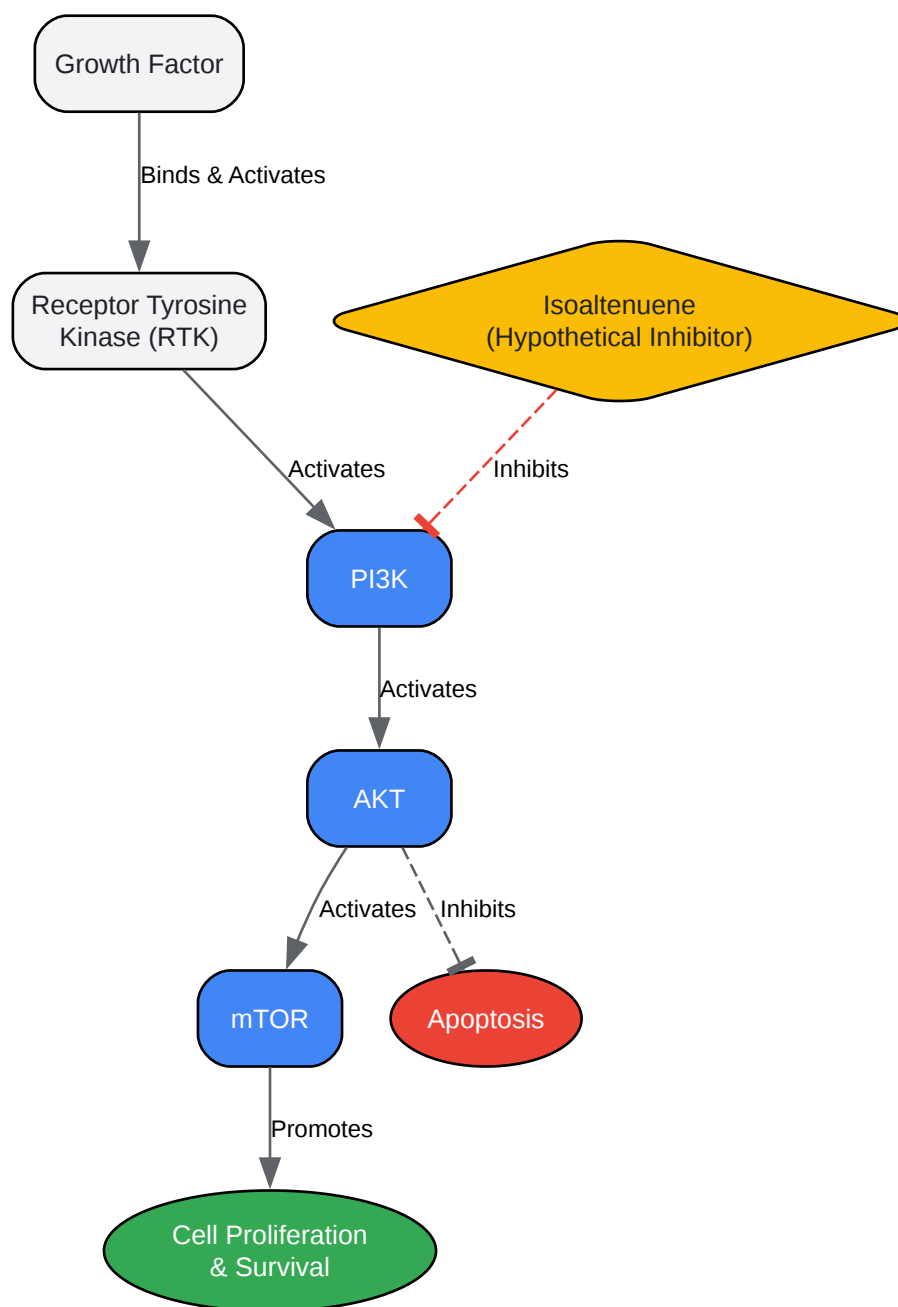 Growth Factor
Binds & Activates
Receptor Tyrosine
Kinase (RTK)
Isoaltenuene
(Hypothetical Inhibitor)
Activates
Inhibits
PI3K
Activates
AKT
Activates
Inhibits
mTOR
Apoptosis
Promotes
Cell Proliferation
& Survival